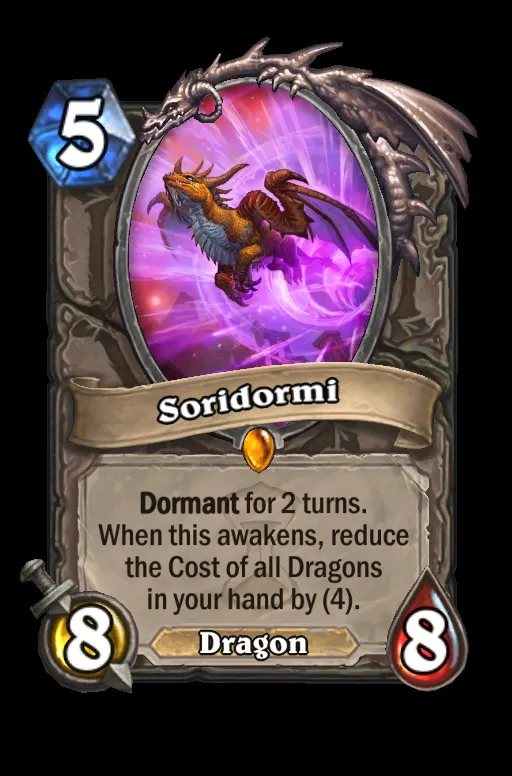 5
Soridormi
Dormant for 2 turns.
When this awakens, reduce
the Cost of all Dragons
in your hand by (4).
8
Dragon
8